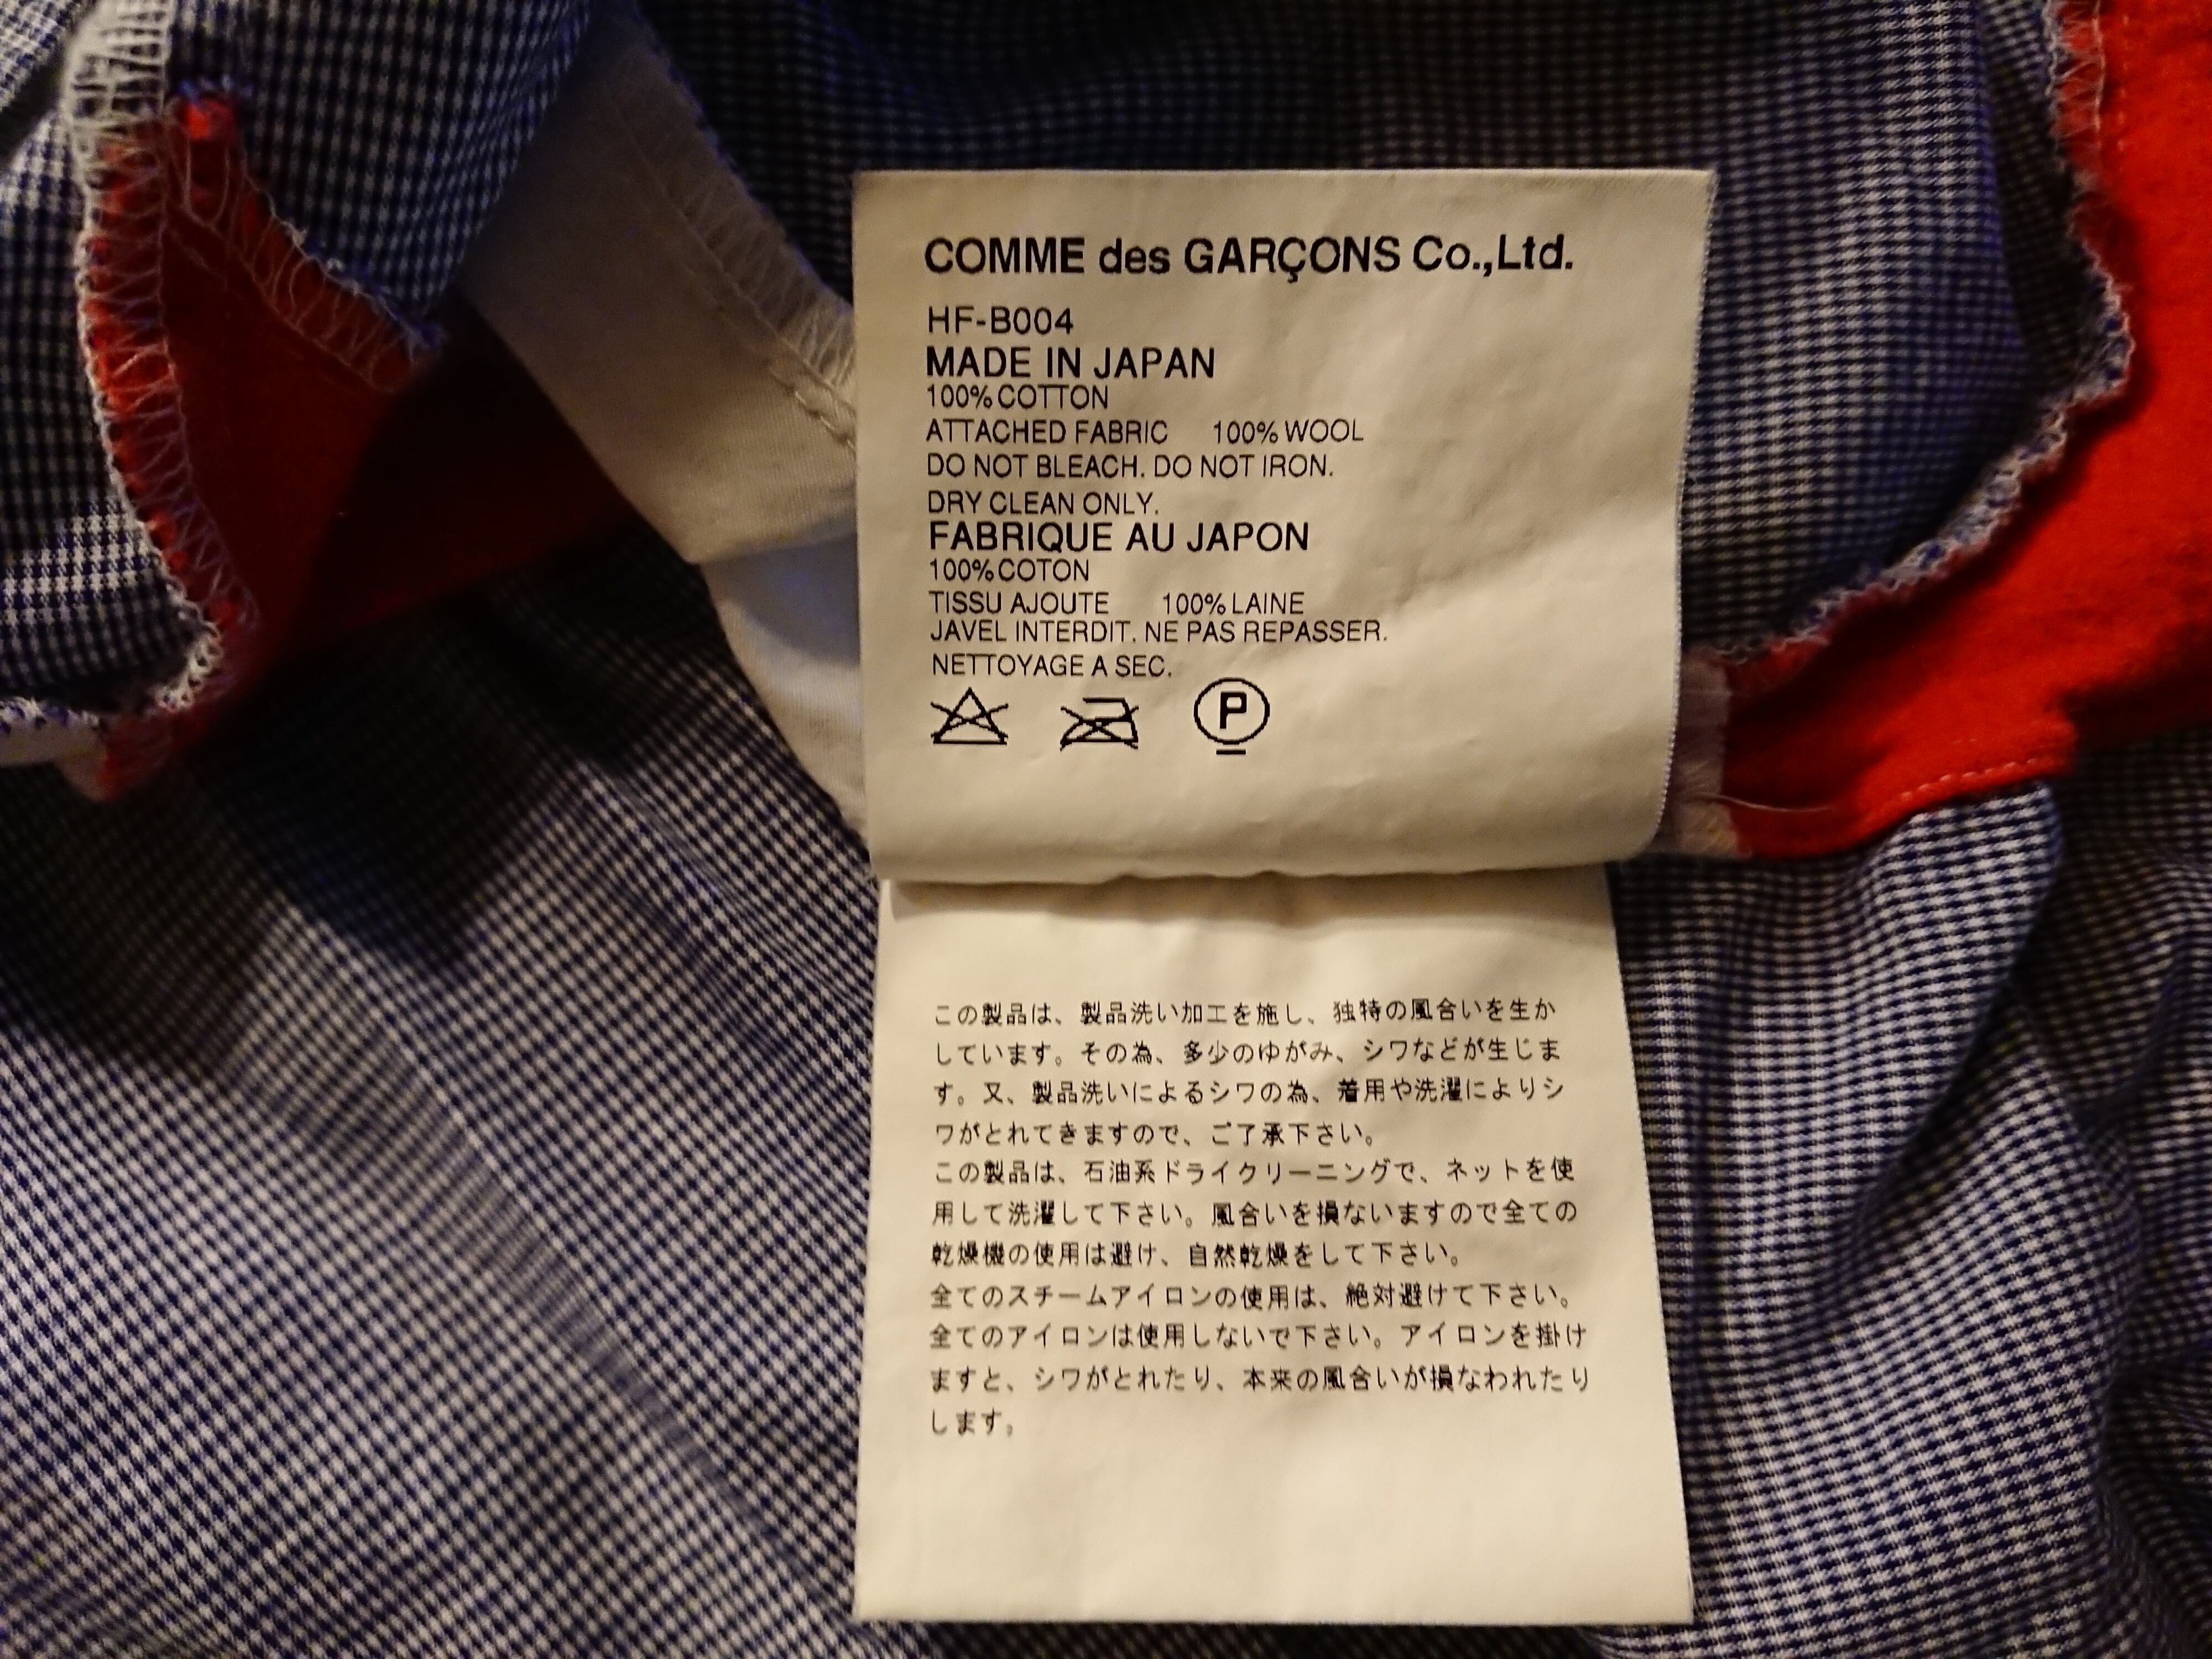 COMME des GARÇONS Co.,Ltd.
HF-B004
MADE IN JAPAN
100%COTTON
ATTACHED FABRIC 100%WOOL
DO NOT BLEACH. DO NOT IRON.
DRY CLEAN ONLY.
FABRIQUE AU JAPON
100%COTON
TISSU AJOUTE 100%LAINE
JAVEL INTERDIT. NE PAS REPASSER.
NETTOYAGE A SEC.
P
この製品は、製品洗い加工を施し、独特の風合いを生か
しています。その為、多少のゆがみ、シワなどが生じま
す。又、製品洗いによるシワの為、着用や洗濯によりシ
ワがとれてきますので、ご了承下さい。
この製品は、石油系ドライクリーニングで、ネットを使
用して洗濯して下さい。風合いを損ないますので全ての
乾燥機の使用は避け、自然乾燥をして下さい。
全てのスチームアイロンの使用は、絶対避けて下さい。
全てのアイロンは使用しないで下さい。アイロンを掛け
ますと、シワがとれたり、本来の風合いが損なわれたり
します。